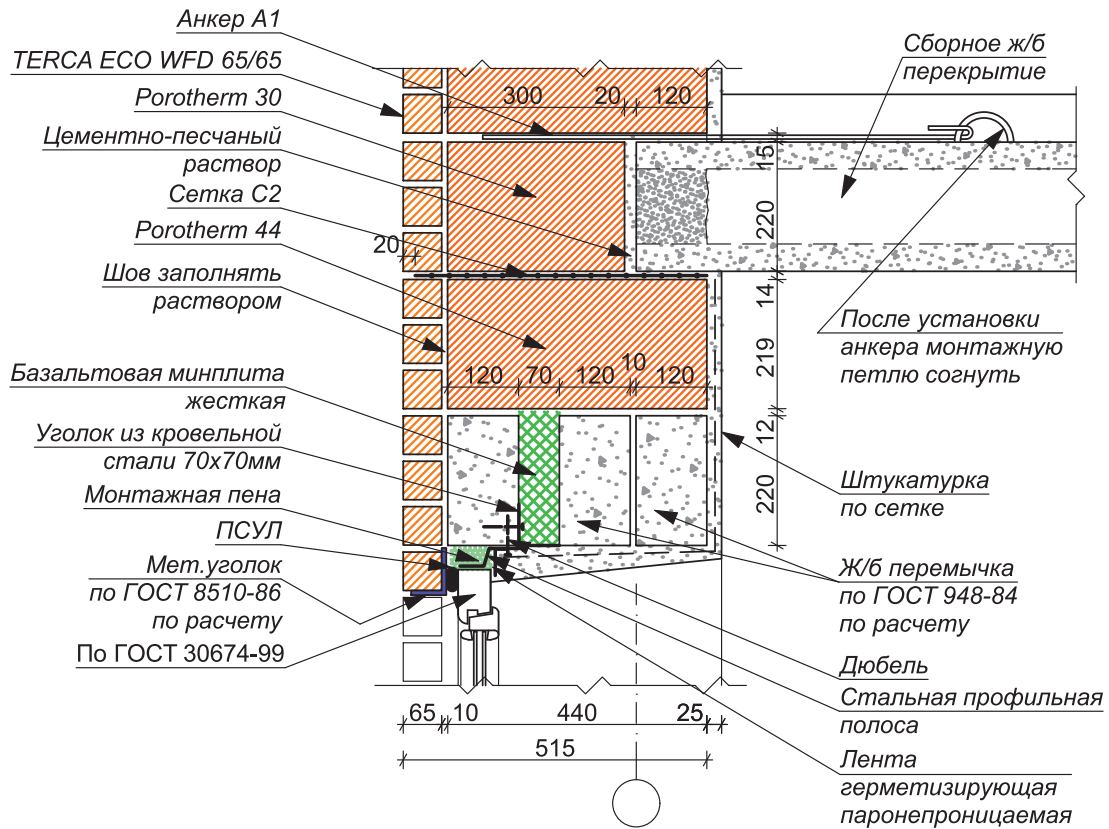 Анкер А1
TERCA ECO WFD 65/65
Porotherm 30
Цементно-песчаный
раствор
Сетка С2
Porotherm 44
Шов заполнять
раствором
Базальтовая минплита
жесткая
Уголок из кровельной
стали 70х70мм
Монтажная пена
ПСУЛ
Мет.уголок
по ГОСТ 8510-86
по расчету
По ГОСТ 30674-99
300 20 120
20
120 70 120 10 120
65 10 440 25
515
15
220
14
219
12
220
Сборное ж/б
перекрытие
После установки
анкера монтажную
петлю согнуть
Штукатурка
по сетке
Ж/б перемычка
по ГОСТ 948-84
по расчету
Дюбель
Стальная профильная
полоса
Лента
герметизирующая
паронепроницаемая